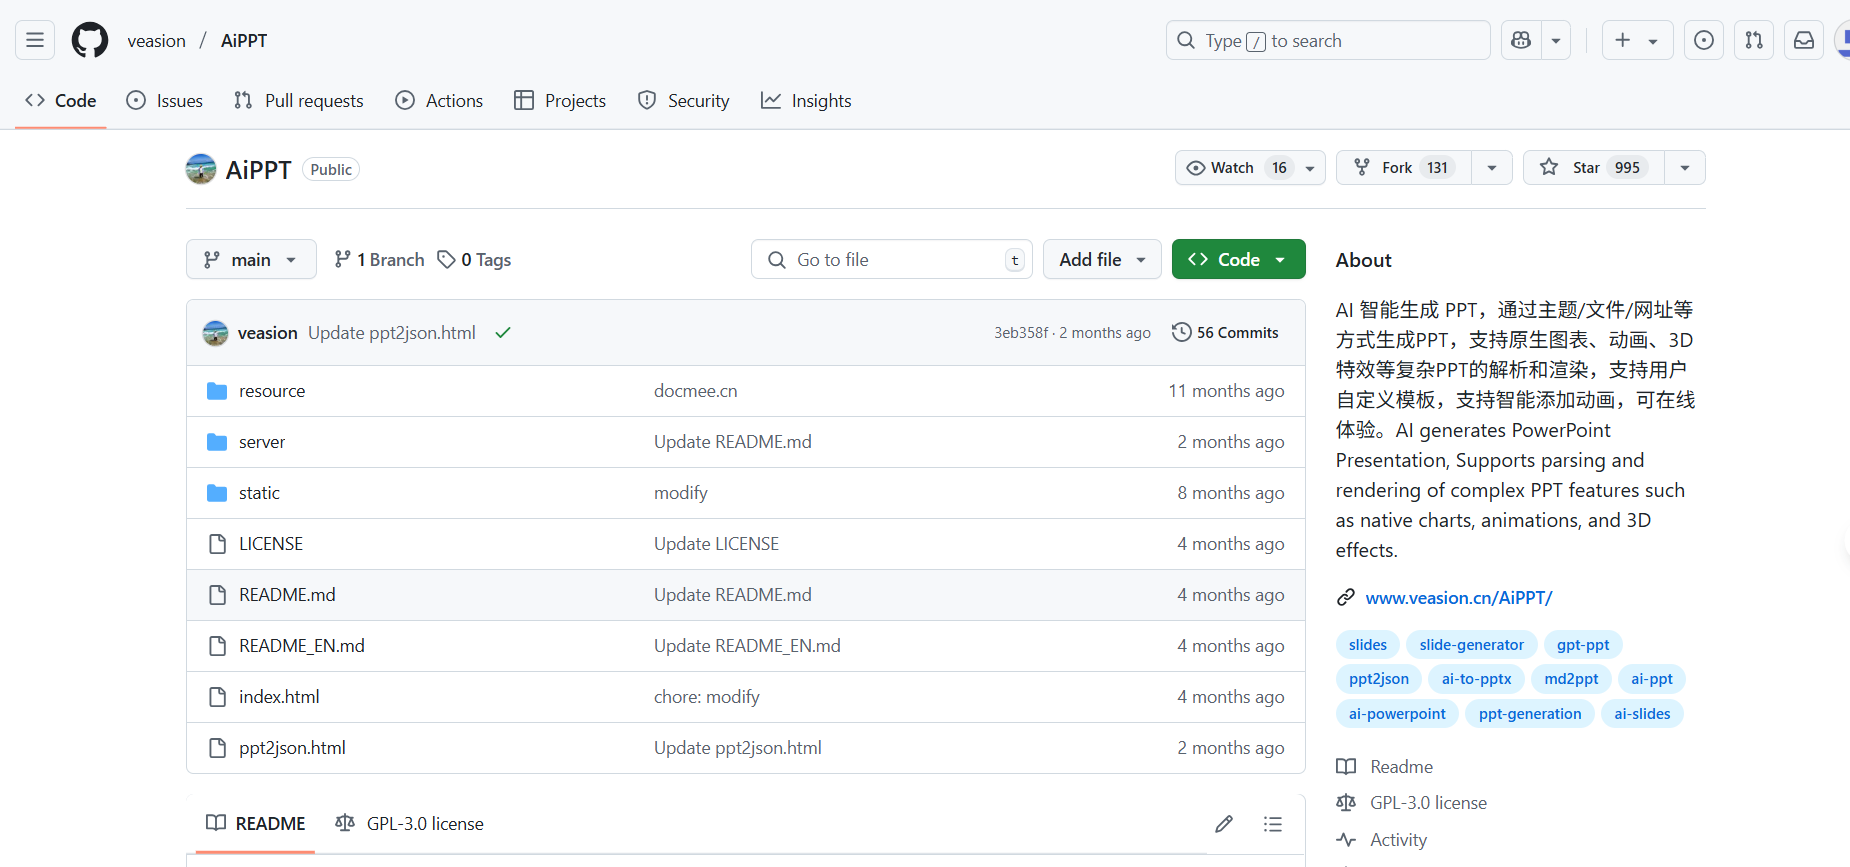 veasion / AiPPT
Type / to search
Code
Issues
Pull requests
Actions
Projects
Security
Insights
AiPPT Public
Watch 16
Fork 131
Star 995
main
1 Branch
0 Tags
Go to file t
Add file
Code
veasion Update ppt2json.html 3eb358f · 2 months ago 56 Commits
resource docmee.cn 11 months ago
server Update README.md 2 months ago
static modify 8 months ago
LICENSE Update LICENSE 4 months ago
README.md Update README.md 4 months ago
README_EN.md Update README_EN.md 4 months ago
index.html chore: modify 4 months ago
ppt2json.html Update ppt2json.html 2 months ago
README
GPL-3.0 license
About
AI 智能生成 PPT，通过主题/文件/网址等
方式生成PPT，支持原生图表、动画、3D
特效等复杂PPT的解析和渲染，支持用户
自定义模板，支持智能添加动画，可在线
体验。AI generates PowerPoint
Presentation, Supports parsing and
rendering of complex PPT features such
as native charts, animations, and 3D
effects.
www.veasion.cn/AiPPT/
slides slide-generator gpt-ppt
ppt2json ai-to-pptx md2ppt ai-ppt
ai-powerpoint ppt-generation ai-slides
Readme
GPL-3.0 license
Activity